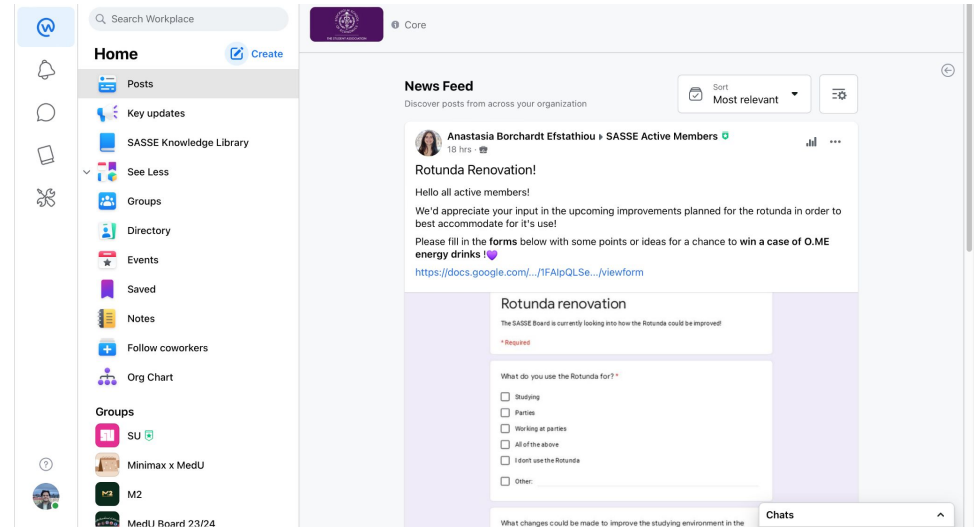 Search Workplace
Home
Create
Posts
Key updates
SASSE Knowledge Library
See Less
Groups
Directory
Events
Saved
Notes
Follow coworkers
Org Chart
Groups
SU
Minimax x MedU
M2
MedU Board 23/24
THE STUDENT ASSOCIATION
Core
News Feed
Discover posts from across your organization
Sort
Most relevant
Anastasia Borchardt Efstathiou ▸ SASSE Active Members
18 hrs ·
Rotunda Renovation!
Hello all active members!
We'd appreciate your input in the upcoming improvements planned for the rotunda in order to
best accommodate for it's use!
Please fill in the forms below with some points or ideas for a chance to win a case of O.ME
energy drinks !💜
https://docs.google.com/.../1FAIpQLSe.../viewform
Rotunda renovation
The SASSE Board is currently looking into how the Rotunda could be improved!
* Required
What do you use the Rotunda for? *
Studying
Parties
Working at parties
All of the above
I don't use the Rotunda
Other:
What changes could be made to improve the studying environment in the
Chats